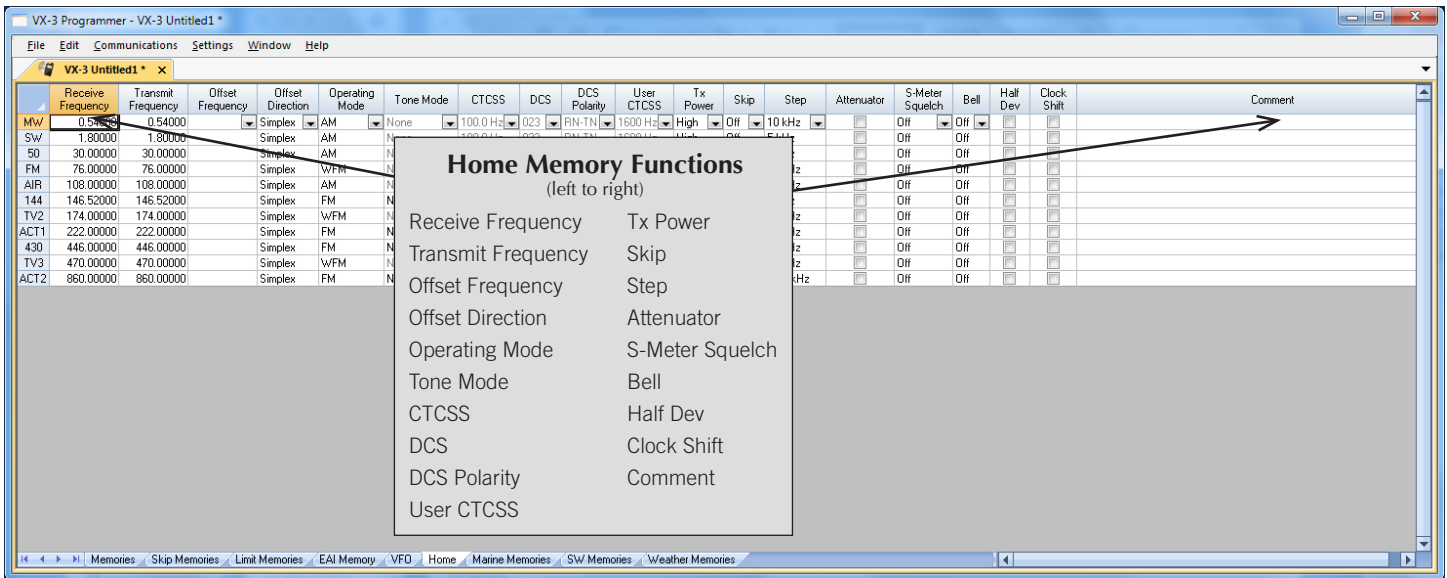 VX-3 Programmer - VX-3 Untitled1 *
File Edit Communications Settings Window Help
VX-3 Untitled1 * x
Receive Frequency Transmit Frequency Offset Frequency Offset Direction Operating Mode Tone Mode CTCSS DCS DCS Polarity User CTCSS Tx Power Skip Step Attenuator S-Meter Squelch Bell Half Dev Clock Shift Comment
MW 0.54000 0.54000 Simplex AM None 100.0 Hz 023 RN-TN 1600 Hz High Off 10 kHz Off Off
SW 1.80000 1.80000 Simplex AM 5 kHz Off Off
50 30.00000 30.00000 Simplex AM Off Off
FM 76.00000 76.00000 Simplex WFM Off Off
AIR 108.00000 108.00000 Simplex AM Off Off
144 146.52000 146.52000 Simplex FM Off Off
TV2 174.00000 174.00000 Simplex WFM Off Off
ACT1 222.00000 222.00000 Simplex FM Off Off
430 446.00000 446.00000 Simplex FM Off Off
TV3 470.00000 470.00000 Simplex WFM Off Off
ACT2 860.00000 860.00000 Simplex FM kHz Off Off
Home Memory Functions
(left to right)
Receive Frequency
Transmit Frequency
Offset Frequency
Offset Direction
Operating Mode
Tone Mode
CTCSS
DCS
DCS Polarity
User CTCSS
Tx Power
Skip
Step
Attenuator
S-Meter Squelch
Bell
Half Dev
Clock Shift
Comment
Memories Skip Memories Limit Memories EAI Memory VFO Home Marine Memories SW Memories Weather Memories